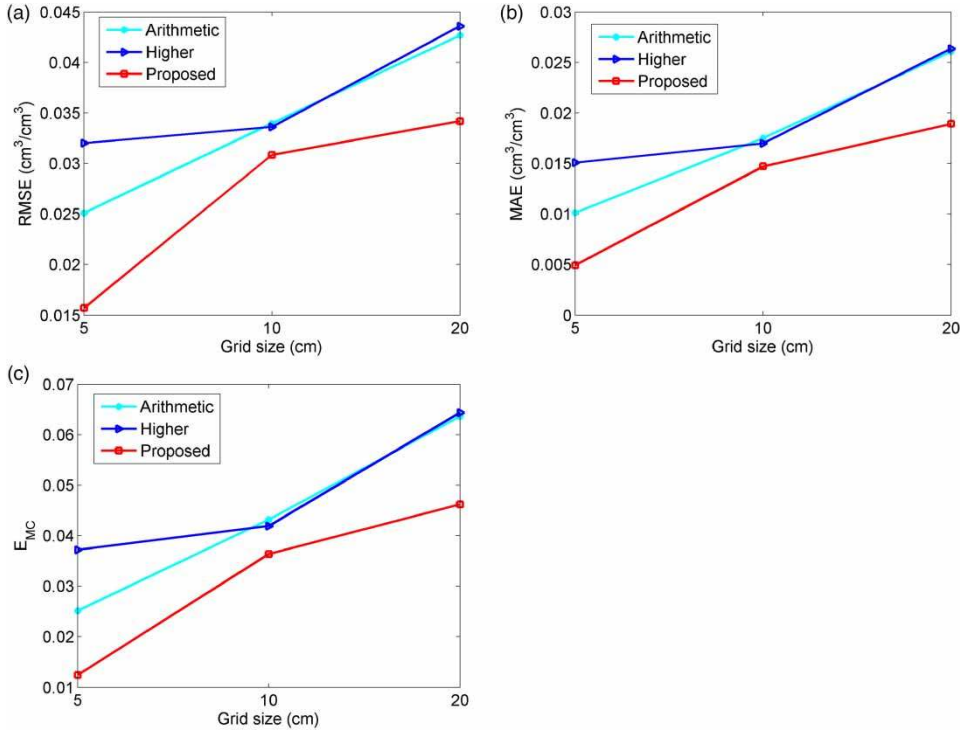 (a)
0.045
0.04
0.035
0.03
0.025
0.02
0.015
RMSE (cm³/cm³)
Arithmetic
Higher
Proposed
5
10
20
Grid size (cm)
(b)
0.03
0.025
0.02
0.015
0.01
0.005
0
MAE (cm³/cm³)
Arithmetic
Higher
Proposed
5
10
20
Grid size (cm)
(c)
0.07
0.06
0.05
0.04
0.03
0.02
0.01
E_MC
Arithmetic
Higher
Proposed
5
10
20
Grid size (cm)